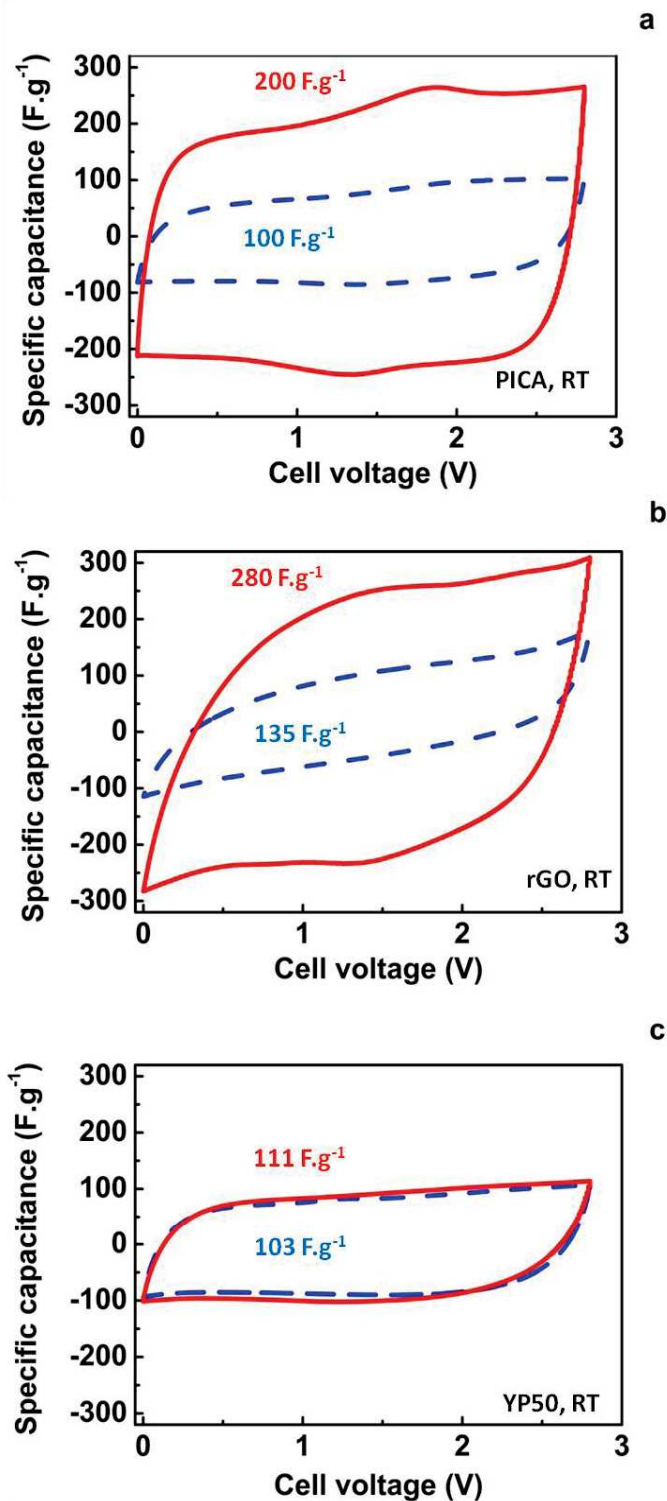 a
Specific capacitance (F.g⁻¹)
300
200
100
0
-100
-200
-300
200 F.g⁻¹
100 F.g⁻¹
PICA, RT
0 1 2 3
Cell voltage (V)
b
Specific capacitance (F.g⁻¹)
300
200
100
0
-100
-200
-300
280 F.g⁻¹
135 F.g⁻¹
rGO, RT
0 1 2 3
Cell voltage (V)
c
Specific capacitance (F.g⁻¹)
300
200
100
0
-100
-200
-300
111 F.g⁻¹
103 F.g⁻¹
YP50, RT
0 1 2 3
Cell voltage (V)